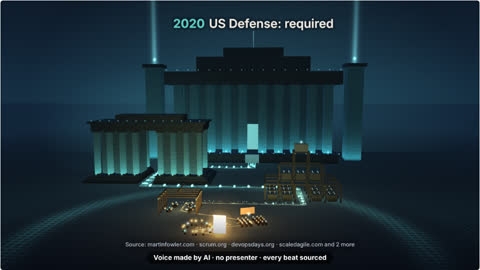 2020 US Defense: required
Source: martinfowler.com · scrum.org · devopsdays.org · scaledagile.com and 2 more
Voice made by AI · no presenter · every beat sourced